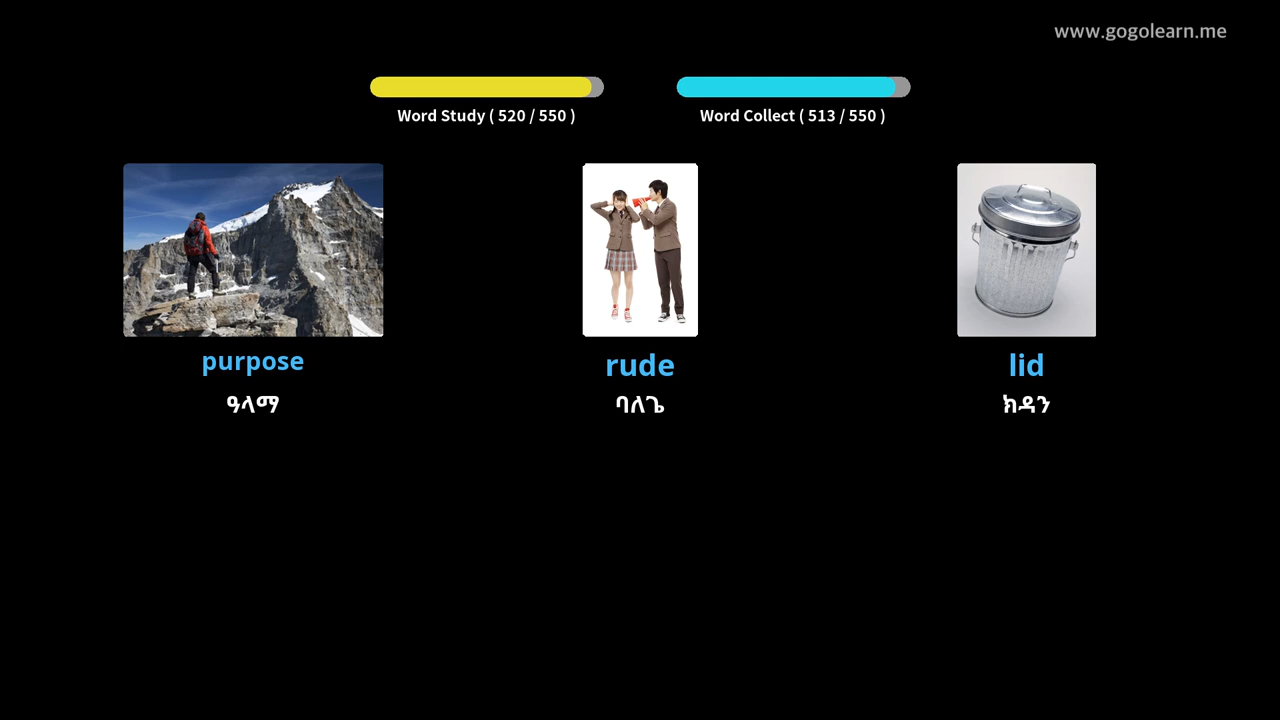 www.gogolearn.me
Word Study ( 520 / 550 )
Word Collect ( 513 / 550 )
purpose
rude
lid
ዓላማ
ባለጌ
ክዳን